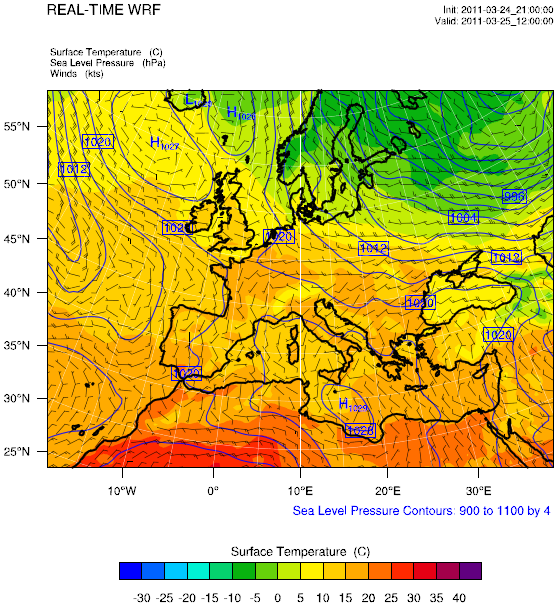 REAL-TIME WRF
Init: 2011-03-24_21:00:00
Valid: 2011-03-25_12:00:00
Surface Temperature (C)
Sea Level Pressure (hPa)
Winds (kts)
55°N
H
1020
H1027
1012
50°N
996
1004
1020
45°N
1012
1012
40°N
1020
35°N
1020
30°N
25°N
10°W 0° 10°E 20°E 30°E
Sea Level Pressure Contours: 900 to 1100 by 4
Surface Temperature (C)
-30 -25 -20 -15 -10 -5 0 5 10 15 20 25 30 35 40